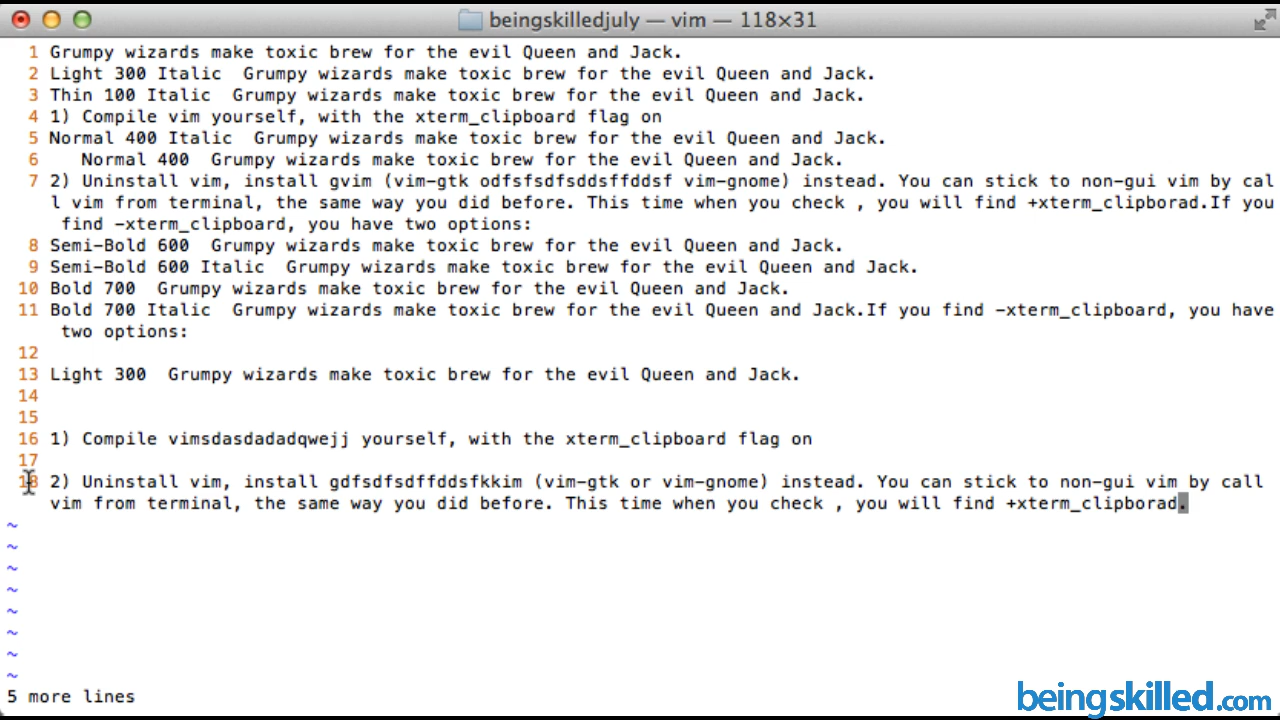 beingskilledjuly — vim — 118×31
1 Grumpy wizards make toxic brew for the evil Queen and Jack.
2 Light 300 Italic  Grumpy wizards make toxic brew for the evil Queen and Jack.
3 Thin 100 Italic  Grumpy wizards make toxic brew for the evil Queen and Jack.
4 1) Compile vim yourself, with the xterm_clipboard flag on
5 Normal 400 Italic  Grumpy wizards make toxic brew for the evil Queen and Jack.
6    Normal 400  Grumpy wizards make toxic brew for the evil Queen and Jack.
7 2) Uninstall vim, install gvim (vim-gtk odfsfsdfsddsffddsf vim-gnome) instead. You can stick to non-gui vim by cal
l vim from terminal, the same way you did before. This time when you check , you will find +xterm_clipborad.If you
find -xterm_clipboard, you have two options:
8 Semi-Bold 600  Grumpy wizards make toxic brew for the evil Queen and Jack.
9 Semi-Bold 600 Italic  Grumpy wizards make toxic brew for the evil Queen and Jack.
10 Bold 700  Grumpy wizards make toxic brew for the evil Queen and Jack.
11 Bold 700 Italic  Grumpy wizards make toxic brew for the evil Queen and Jack.If you find -xterm_clipboard, you have
two options:
12
13 Light 300  Grumpy wizards make toxic brew for the evil Queen and Jack.
14
15
16 1) Compile vimsdasdadadqwejj yourself, with the xterm_clipboard flag on
17
18 2) Uninstall vim, install gdfsdfsdffddsfkkim (vim-gtk or vim-gnome) instead. You can stick to non-gui vim by call
vim from terminal, the same way you did before. This time when you check , you will find +xterm_clipborad.
~
~
~
~
~
~
~
~
5 more lines
beingskilled.com